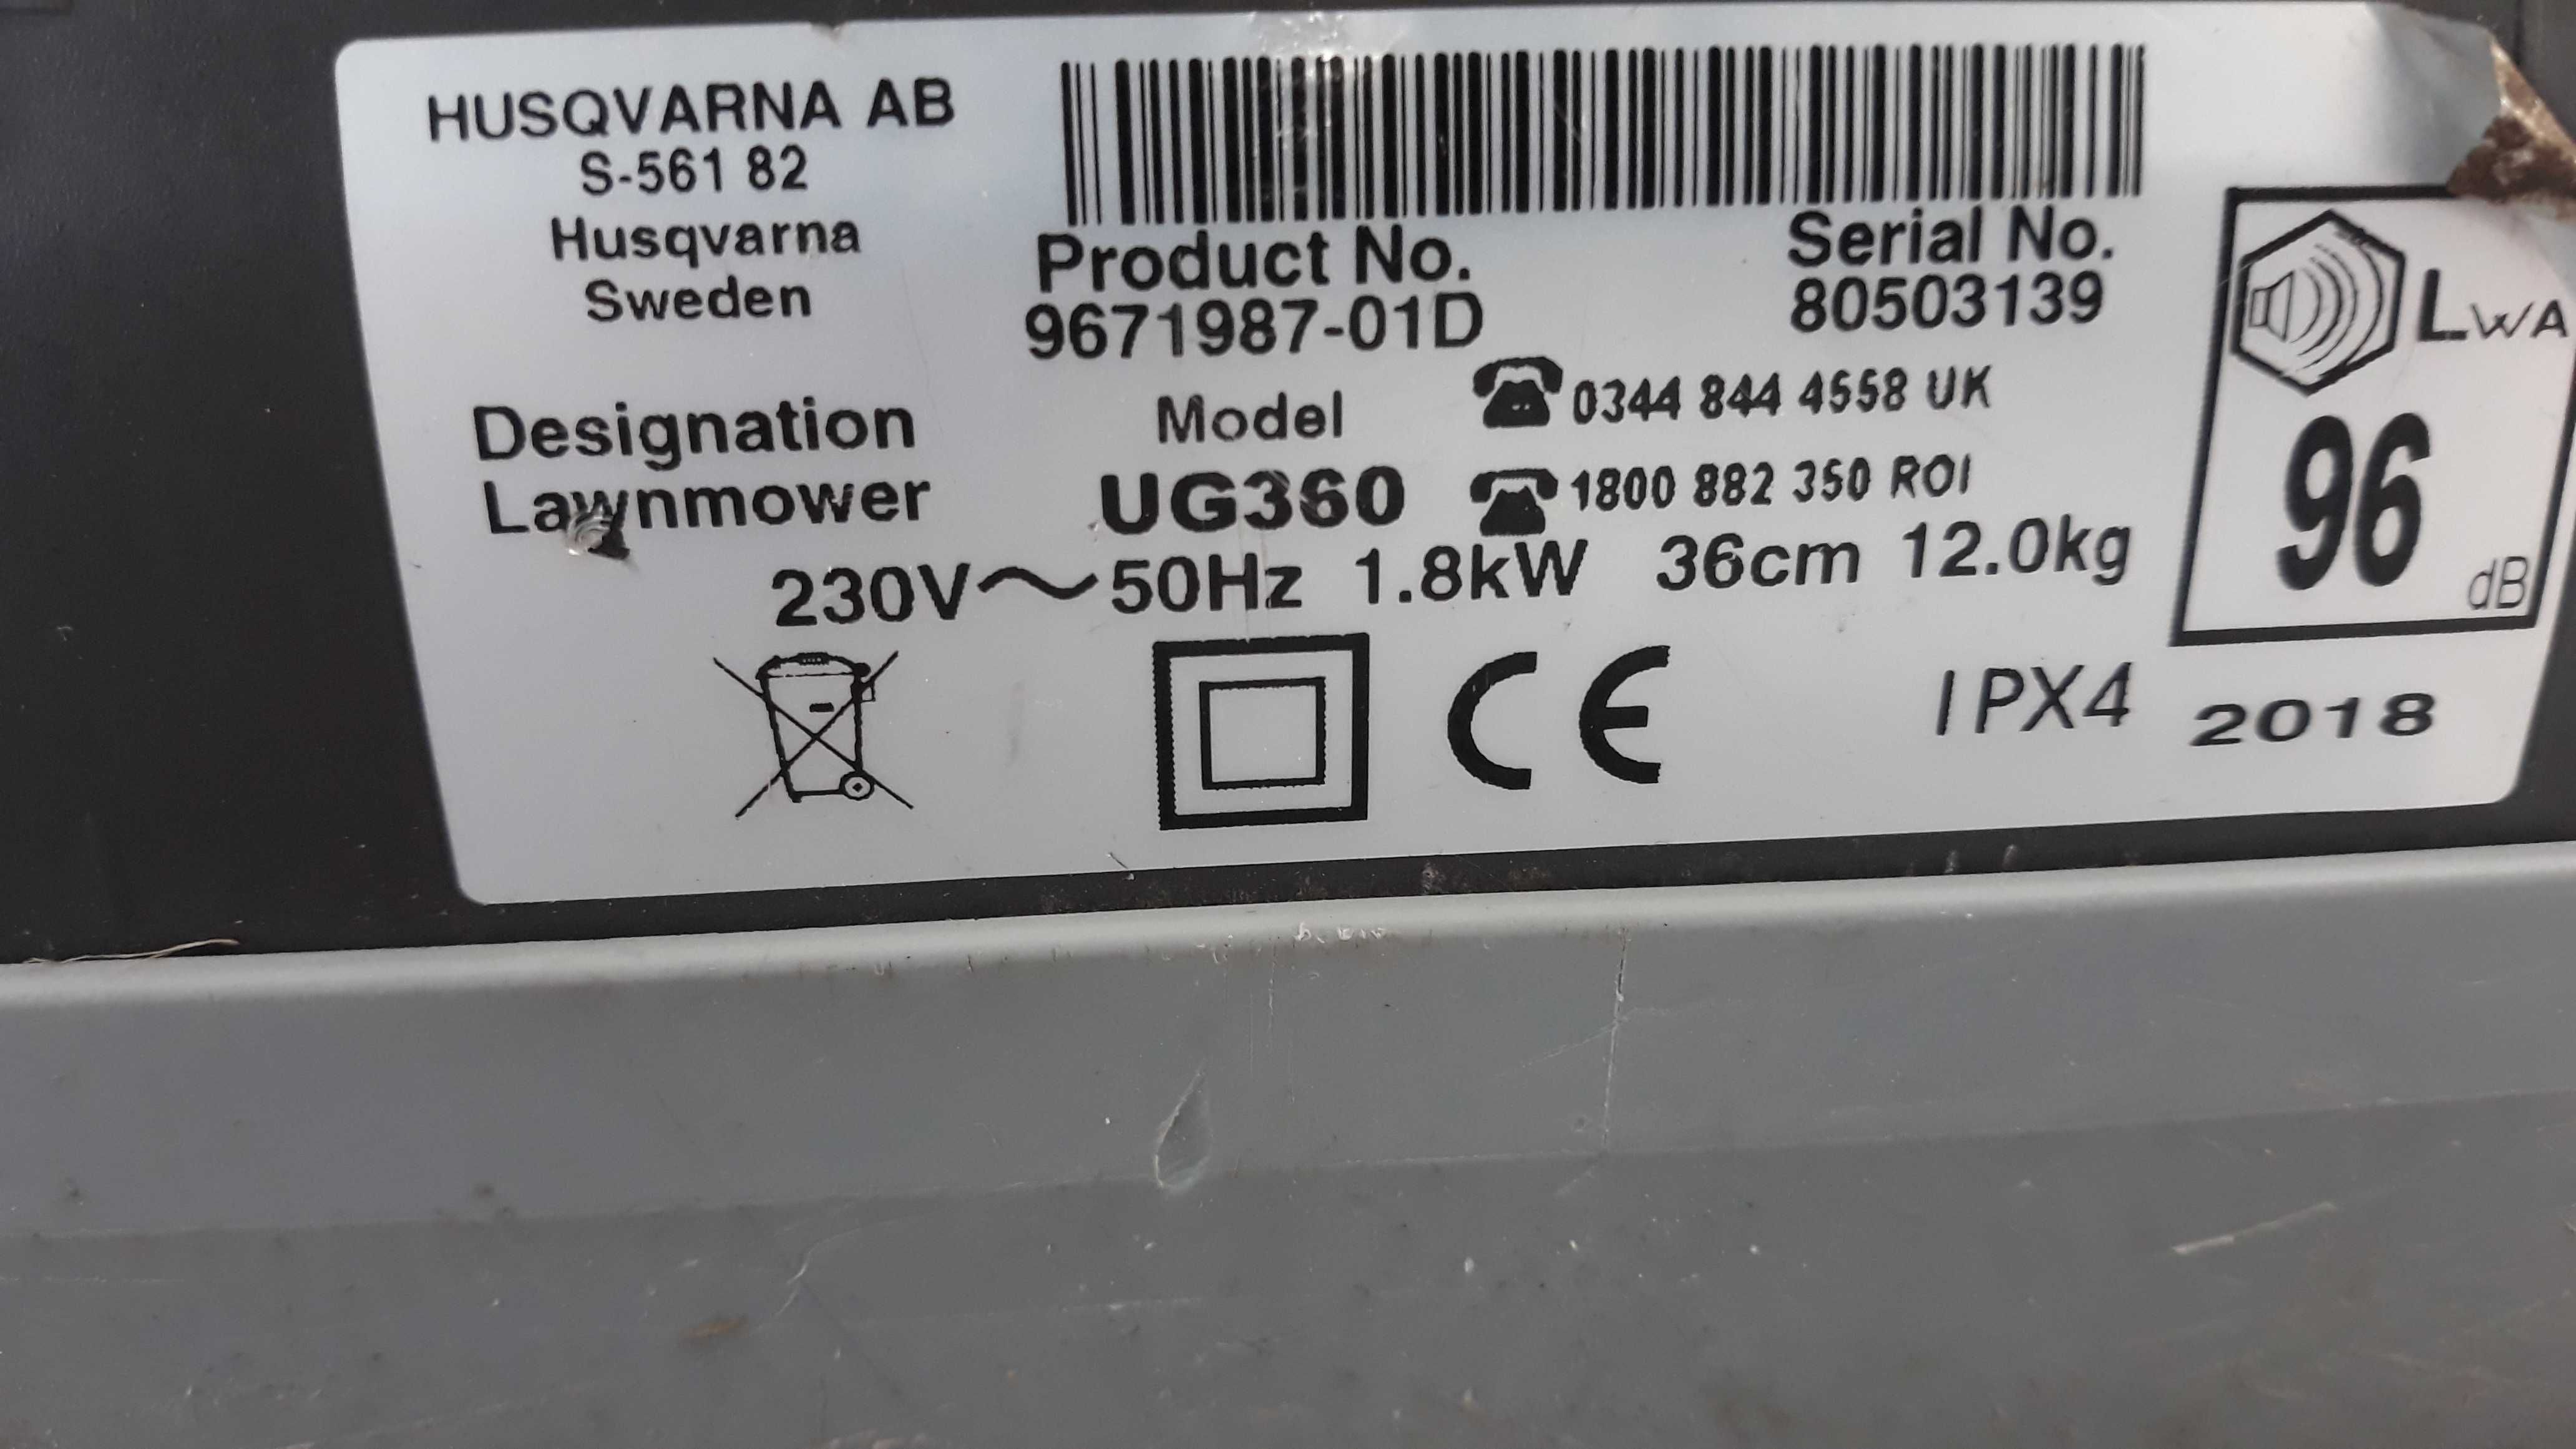 HUSQVARNA AB
S-561 82
Husqvarna
Sweden
Product No.
9671987-01D
Serial No.
80503139
Designation
Lawnmower
Model
UG360
0344 844 4558 UK
1800 882 350 ROI
230V~50Hz 1.8kW 36cm 12.0kg
LWA
96
dB
CE
IPX4
2018